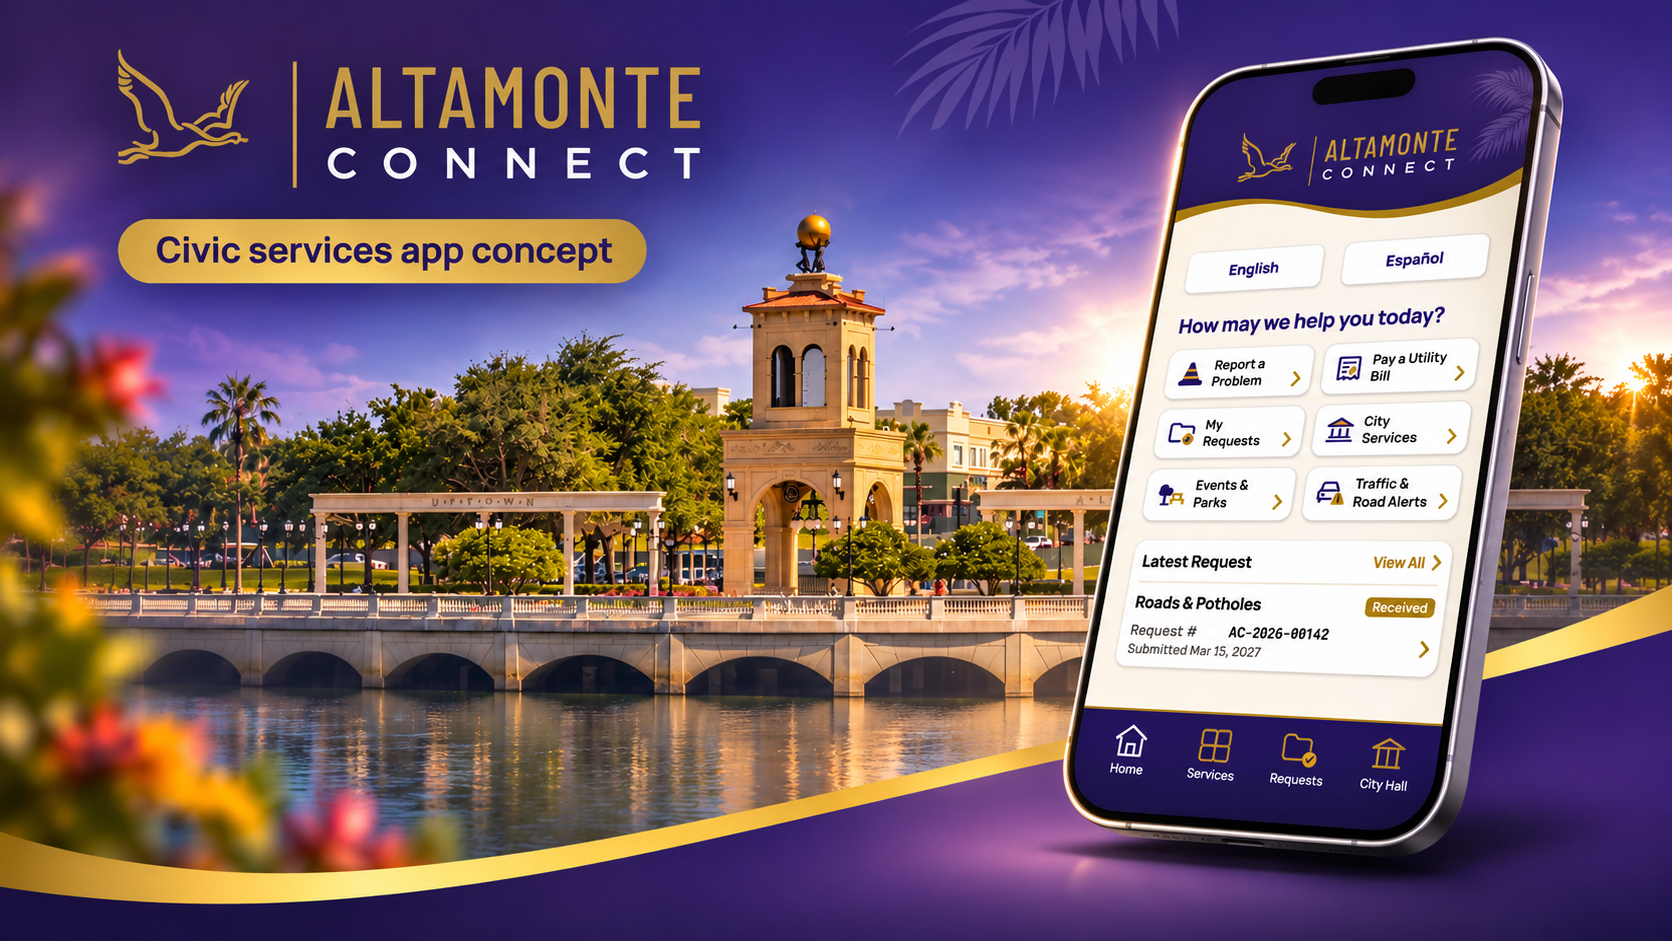 ALTAMONTE
CONNECT
Civic services app concept
UPTOWN
ALTAMONTE
CONNECT
English
Español
How may we help you today?
Report a
Problem
Pay a Utility
Bill
My
Requests
City
Services
Events &
Parks
Traffic &
Road Alerts
Latest Request
View All
Roads & Potholes
Received
Request #
AC-2026-00142
Submitted Mar 15, 2027
Home
Services
Requests
City Hall